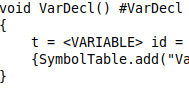 void VarDecl() #VarDecl
{
t = <VARIABLE> id =
{SymbolTable.add("Va
}